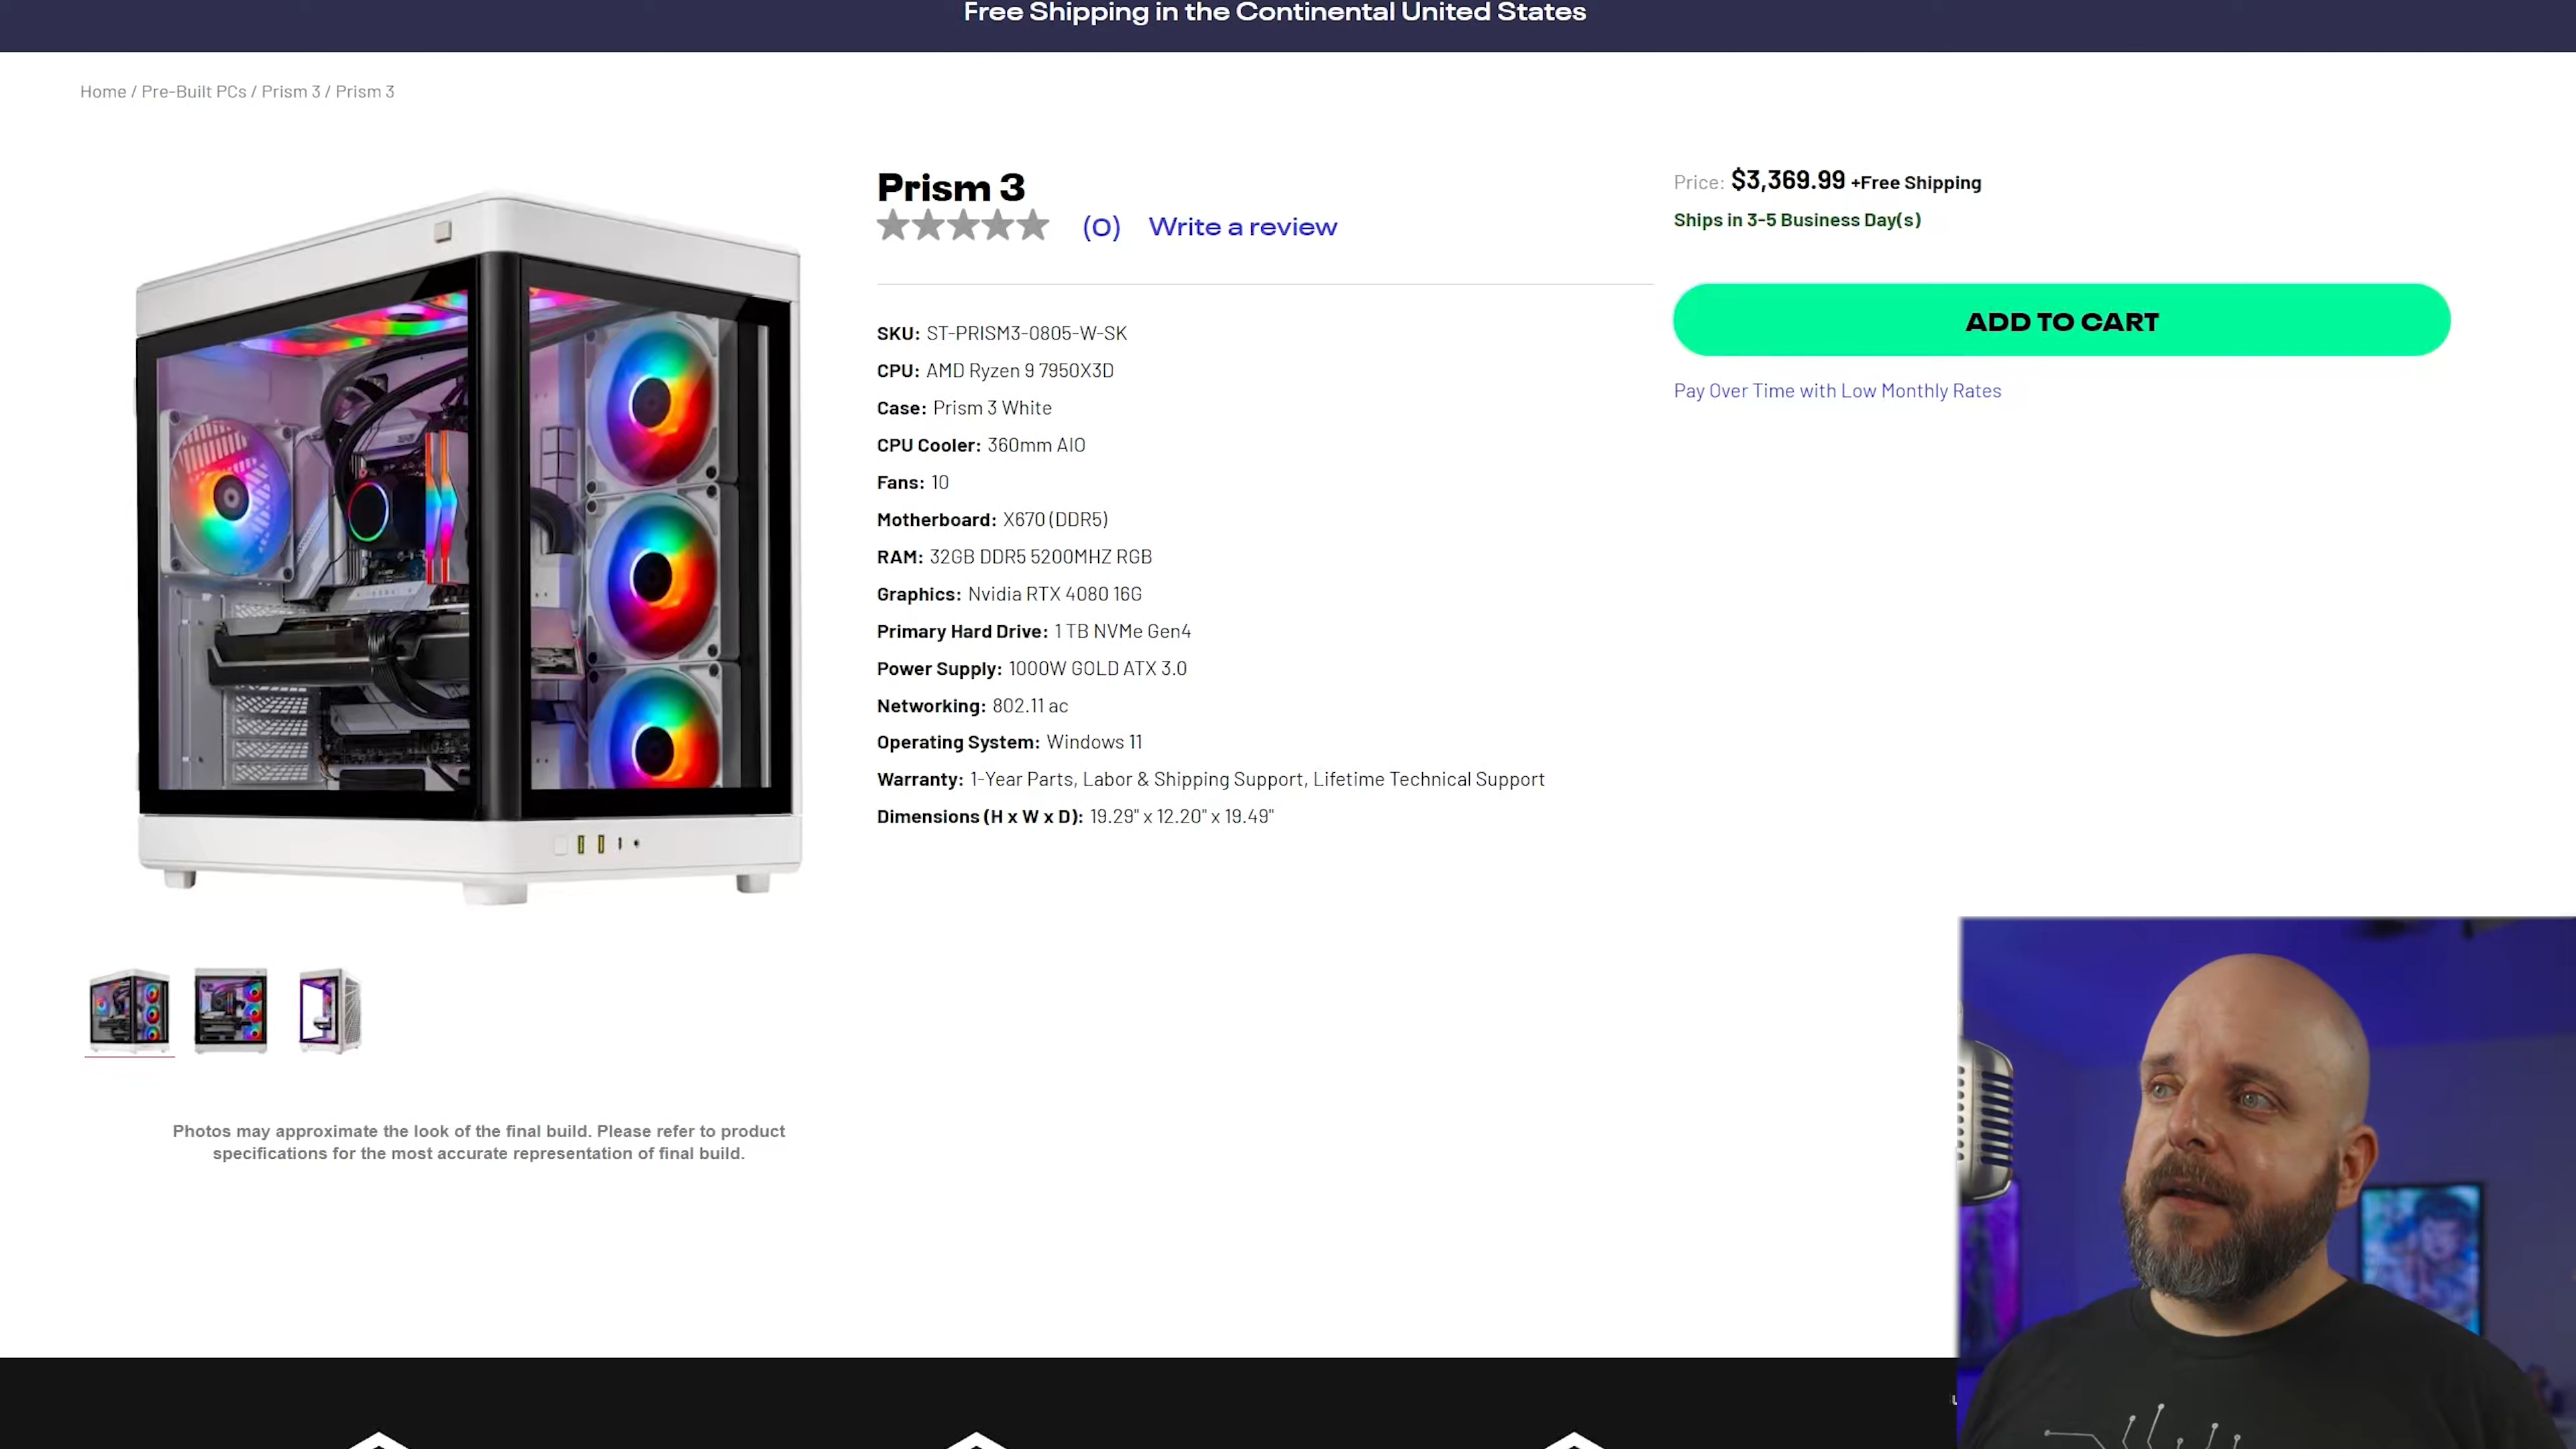 Free Shipping in the Continental United States
Home / Pre-Built PCs / Prism 3 / Prism 3
Prism 3
(0) Write a review
SKU: ST-PRISM3-0805-W-SK
CPU: AMD Ryzen 9 7950X3D
Case: Prism 3 White
CPU Cooler: 360mm AIO
Fans: 10
Motherboard: X670 (DDR5)
RAM: 32GB DDR5 5200MHZ RGB
Graphics: Nvidia RTX 4080 16G
Primary Hard Drive: 1 TB NVMe Gen4
Power Supply: 1000W GOLD ATX 3.0
Networking: 802.11 ac
Operating System: Windows 11
Warranty: 1-Year Parts, Labor & Shipping Support, Lifetime Technical Support
Dimensions (H x W x D): 19.29" x 12.20" x 19.49"
Price: $3,369.99 +Free Shipping
Ships in 3-5 Business Day(s)
ADD TO CART
Pay Over Time with Low Monthly Rates
Photos may approximate the look of the final build. Please refer to product
specifications for the most accurate representation of final build.